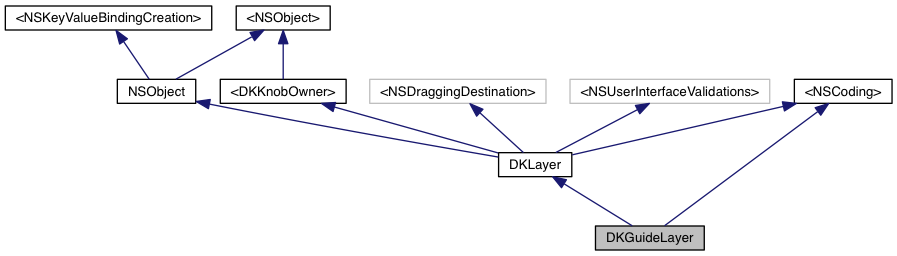 <NSKeyValueBindingCreation>
<NSObject>
NSObject
<DKKnobOwner>
<NSDraggingDestination>
<NSUserInterfaceValidations>
<NSCoding>
DKLayer
DKGuideLayer